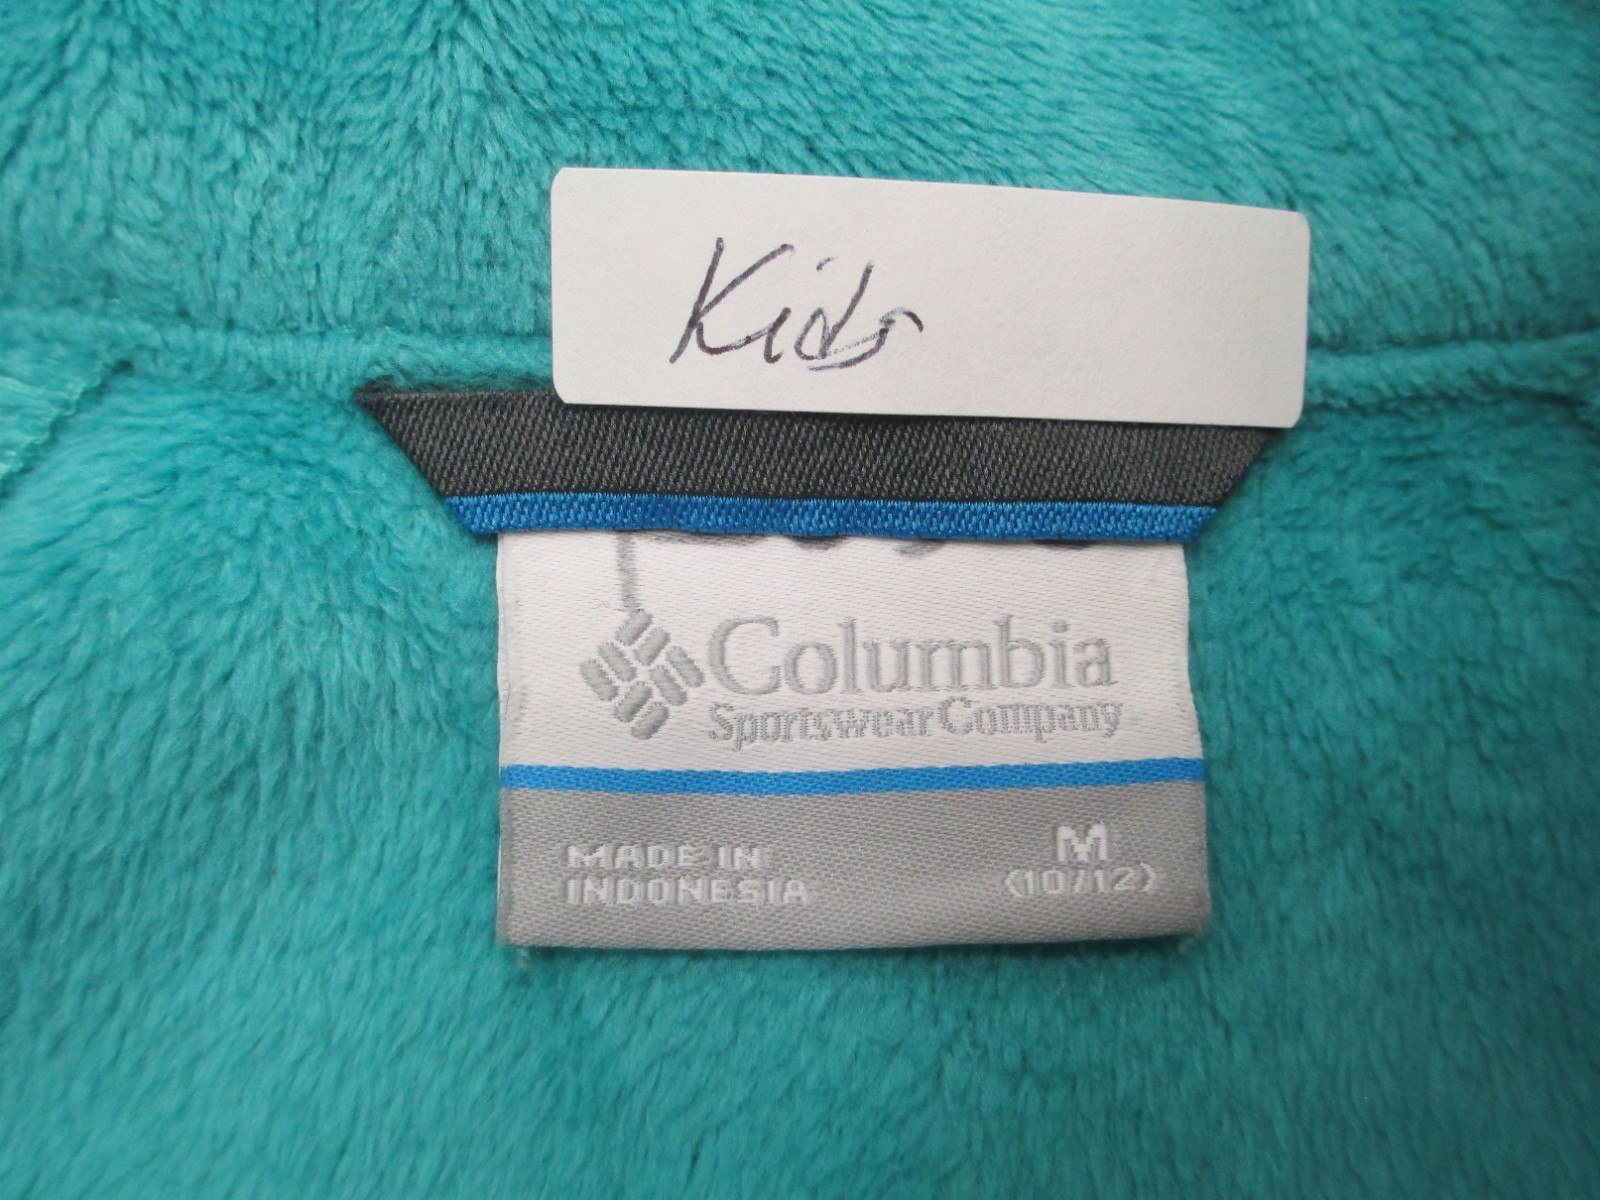 Kids
Columbia
Sportswear Company
MADE IN
INDONESIA
M
(10/12)